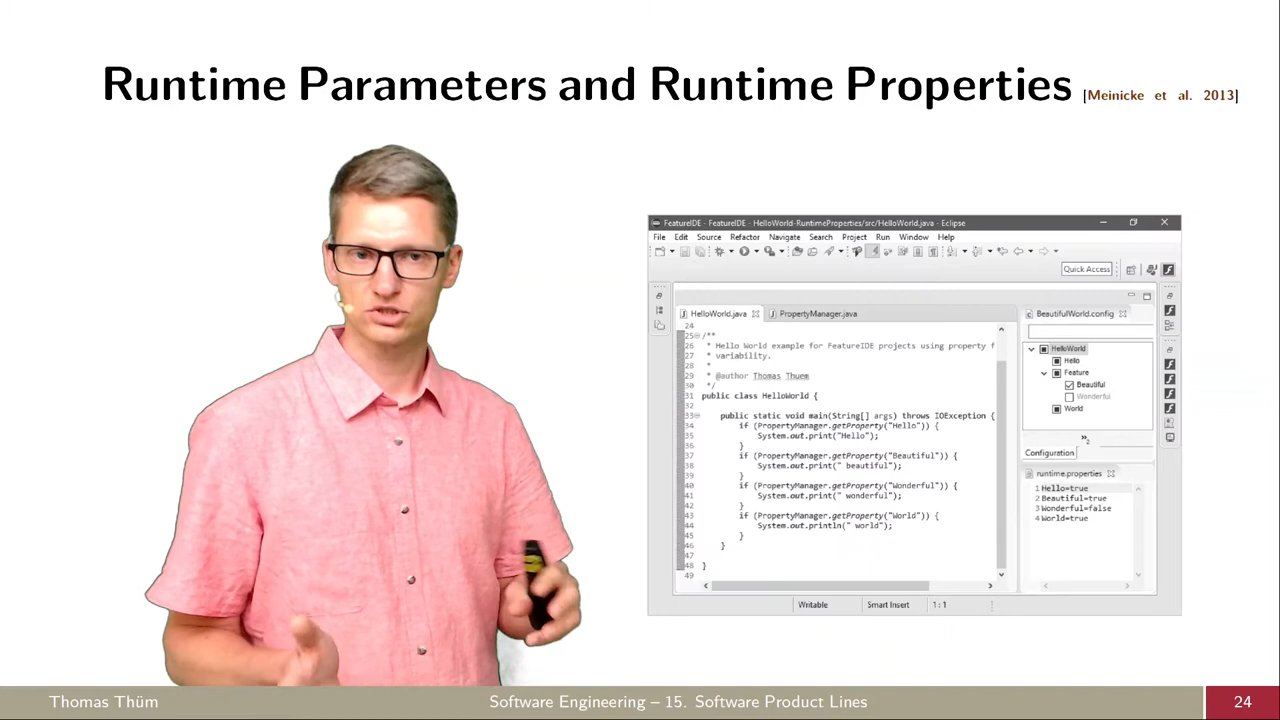 Runtime Parameters and Runtime Properties [Meinicke et al. 2013]
FeatureIDE - FeatureIDE - HelloWorld-RuntimeProperties/src/HelloWorld.java - Eclipse
File Edit Source Refactor Navigate Search Project Run Window Help
Quick Access
HelloWorld.java PropertyManager.java
24
25 /**
26 * Hello World example for FeatureIDE projects using property f
27 * variability.
28 *
29 * @author Thomas Thuem
30 */
31 public class HelloWorld {
32
33 public static void main(String[] args) throws IOException {
34 if (PropertyManager.getProperty("Hello")) {
35 System.out.print("Hello");
36 }
37 if (PropertyManager.getProperty("Beautiful")) {
38 System.out.print(" beautiful");
39 }
40 if (PropertyManager.getProperty("Wonderful")) {
41 System.out.print(" wonderful");
42 }
43 if (PropertyManager.getProperty("World")) {
44 System.out.println(" world");
45 }
46 }
47
48 }
49
BeautifulWorld.config
HelloWorld
Hello
Feature
Beautiful
Wonderful
World
»2
Configuration
runtime.properties
1 Hello=true
2 Beautiful=true
3 Wonderful=false
4 World=true
Writable Smart Insert 1 : 1
Thomas Thüm Software Engineering – 15. Software Product Lines 24